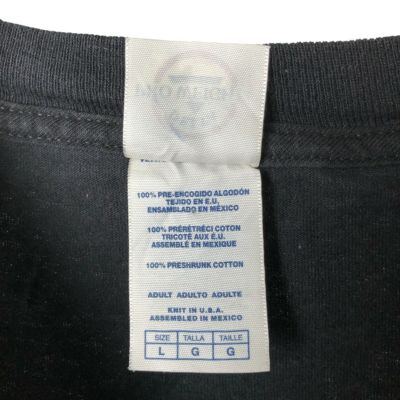 100% PRE-ENCOGIDO ALGODÓN
TEJIDO EN E.U.
ENSAMBLADO EN MÉXICO
100% PRÉRÉTRÉCI COTON
TRICOTÉ AUX É.U.
ASSEMBLÉ EN MEXIQUE
100% PRESHRUNK COTTON
ADULT ADULTO ADULTE
KNIT IN U.S.A.
ASSEMBLED IN MEXICO
SIZE TALLA TAILLE
L G G